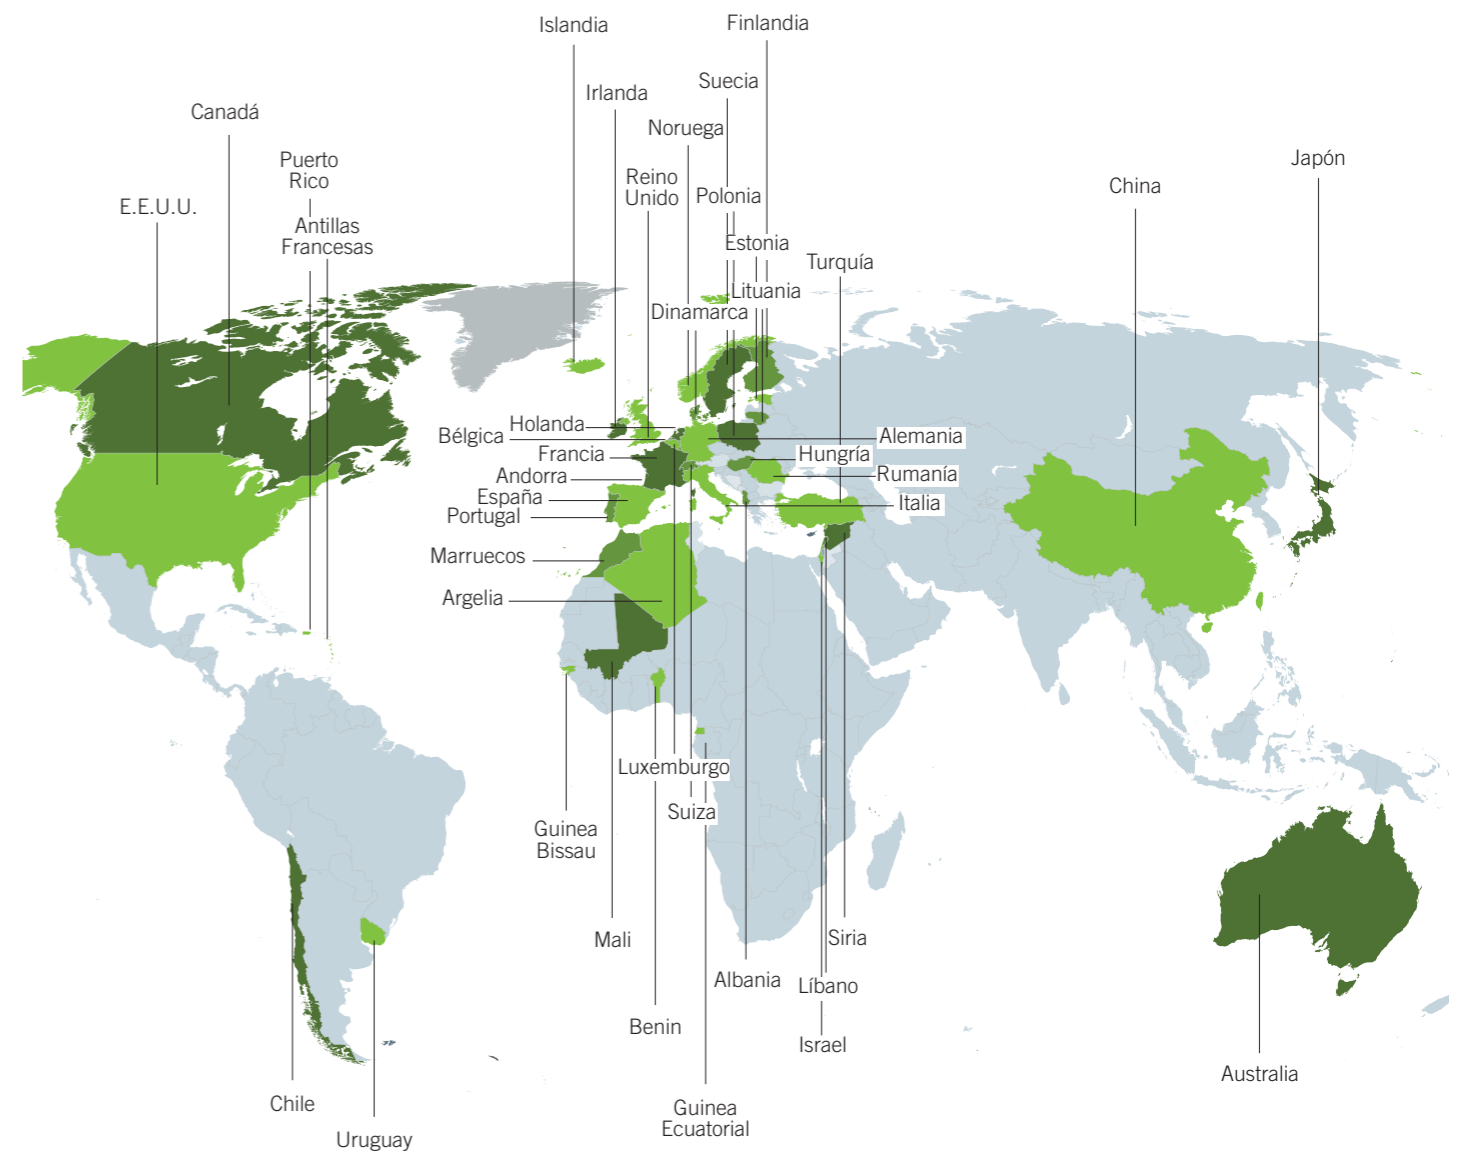 Islandia
Finlandia
Suecia
Irlanda
Canadá
Noruega
Puerto
Rico
Japón
Reino
Unido
China
Polonia
E.E.U.U.
Antillas
Francesas
Estonia
Turquía
Lituania
Dinamarca
Holanda
Bélgica
Alemania
Francia
Hungría
Andorra
Rumanía
España
Italia
Portugal
Marruecos
Argelia
Luxemburgo
Suiza
Guinea
Bissau
Mali
Siria
Albania
Líbano
Benin
Israel
Australia
Chile
Guinea
Ecuatorial
Uruguay